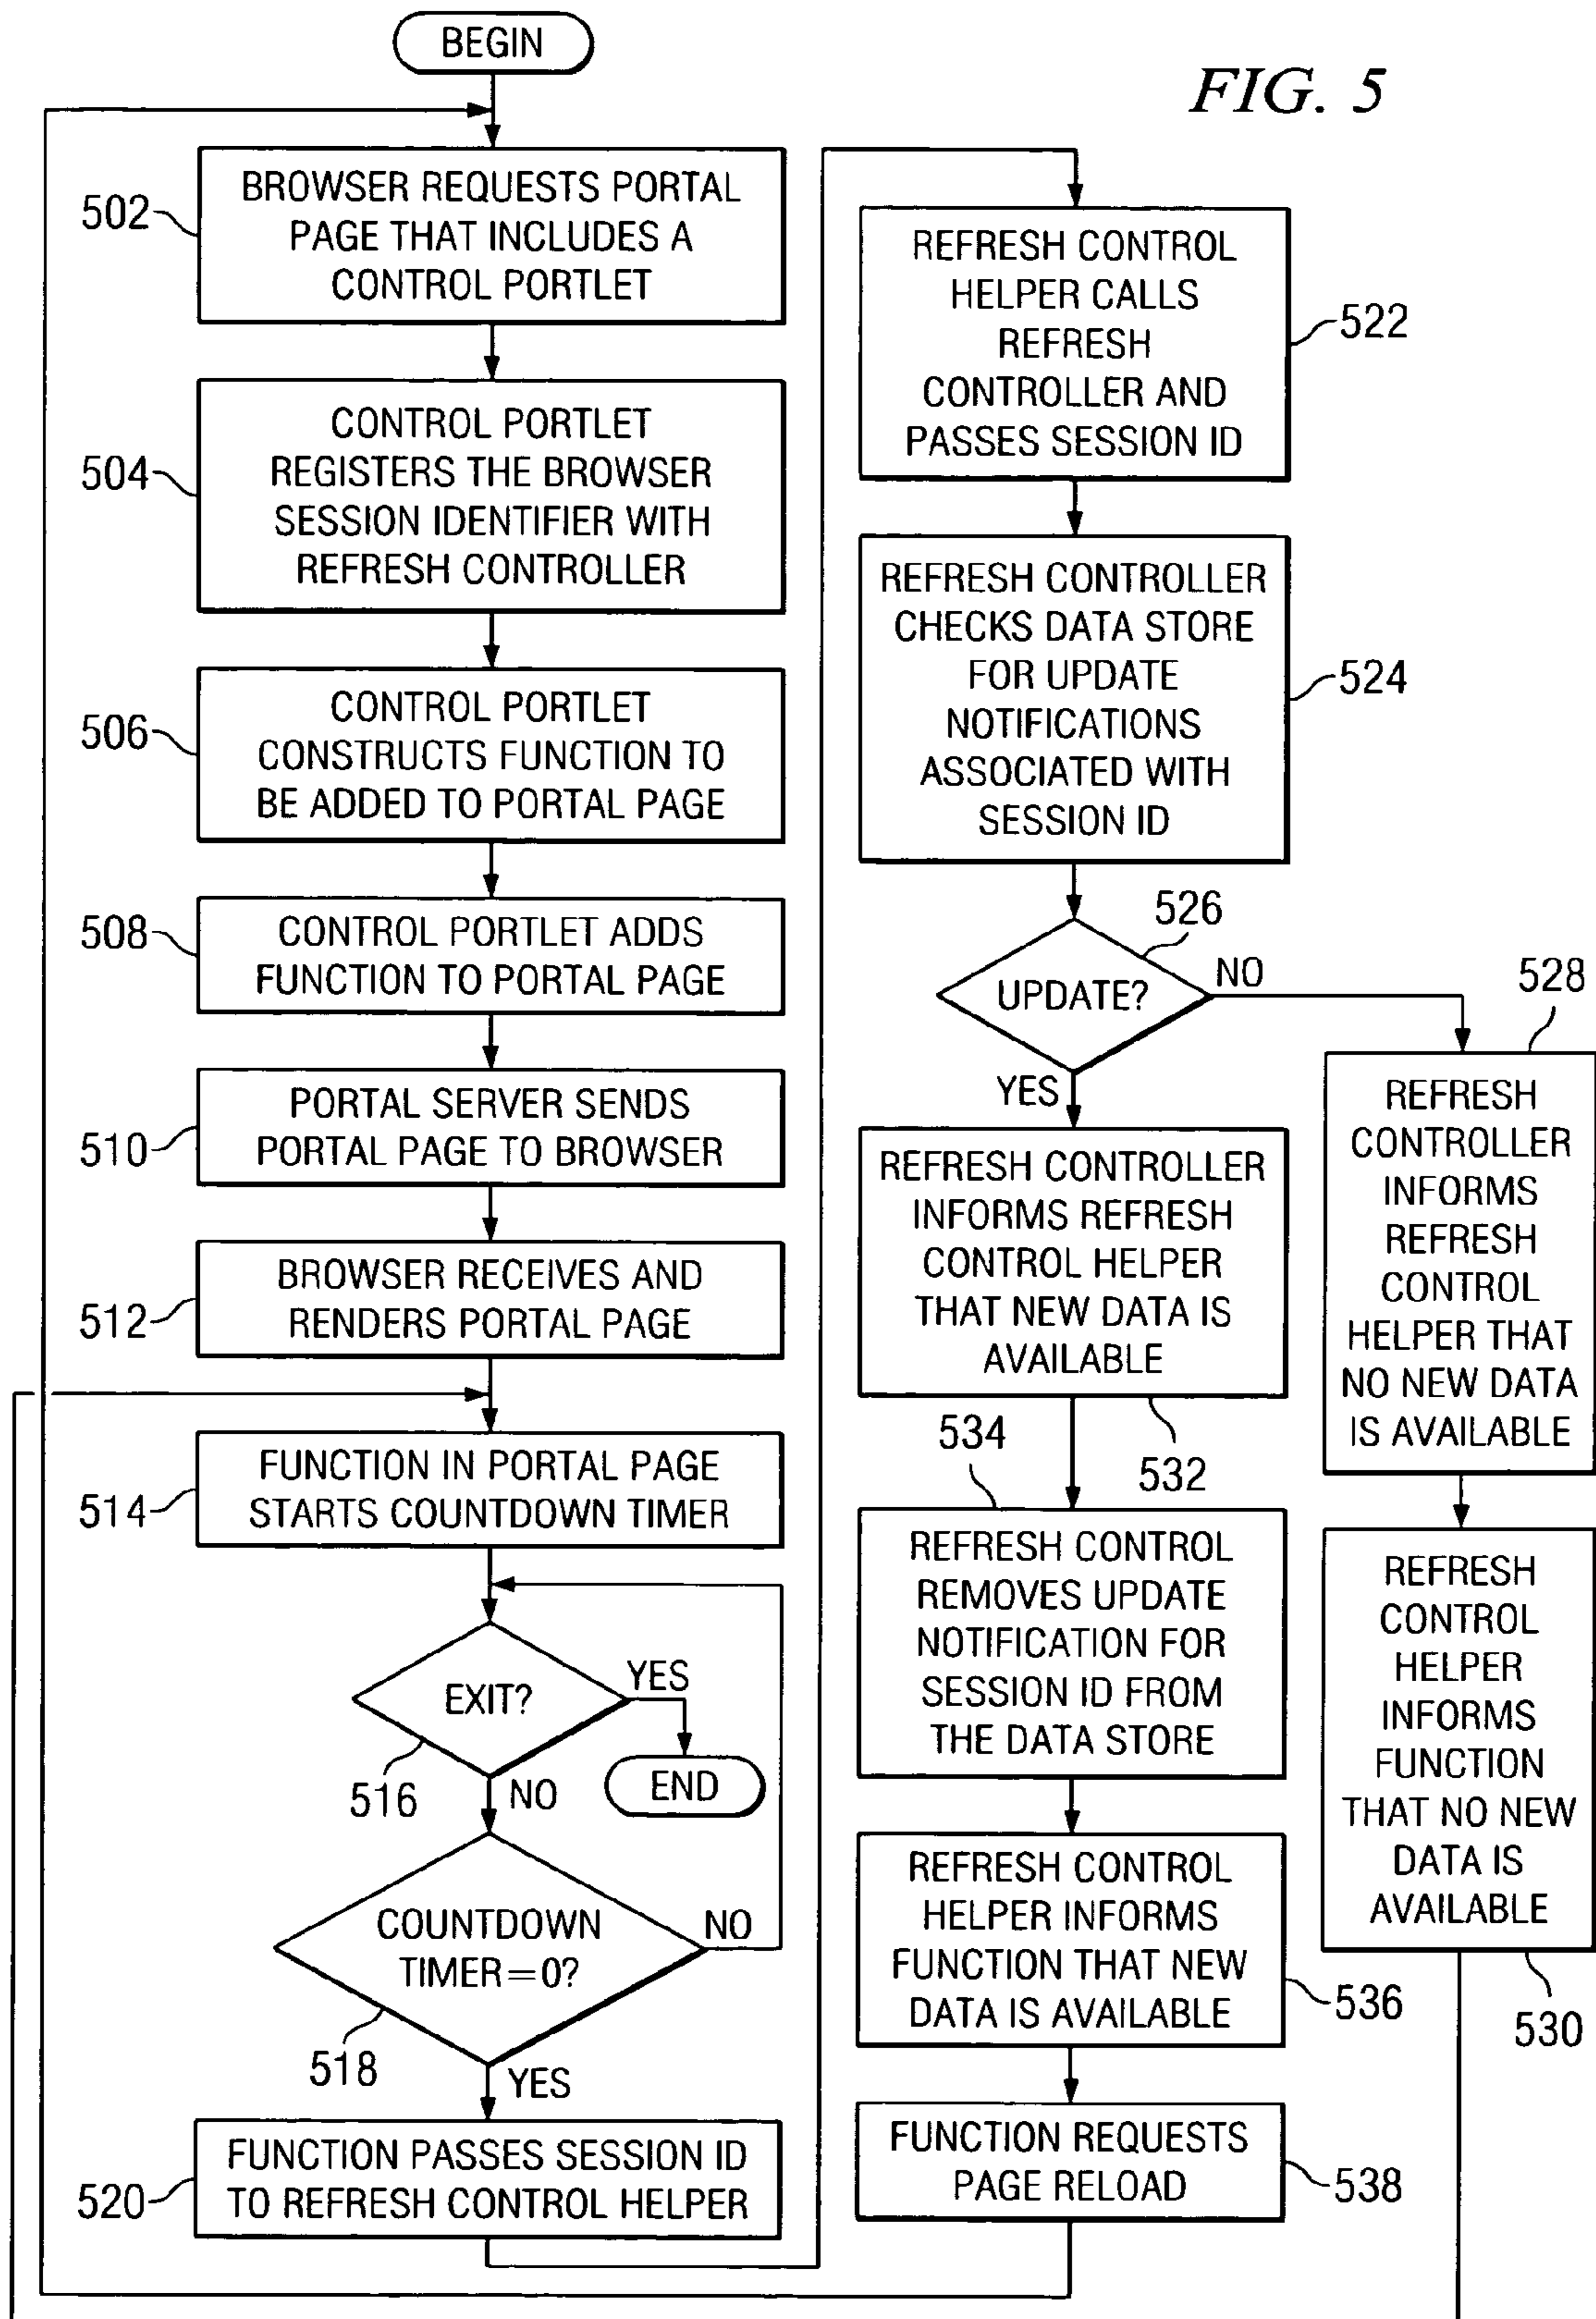 BEGIN
FIG. 5
502
BROWSER REQUESTS PORTAL
PAGE THAT INCLUDES A
CONTROL PORTLET
504
CONTROL PORTLET
REGISTERS THE BROWSER
SESSION IDENTIFIER WITH
REFRESH CONTROLLER
506
CONTROL PORTLET
CONSTRUCTS FUNCTION TO
BE ADDED TO PORTAL PAGE
508
CONTROL PORTLET ADDS
FUNCTION TO PORTAL PAGE
510
PORTAL SERVER SENDS
PORTAL PAGE TO BROWSER
512
BROWSER RECEIVES AND
RENDERS PORTAL PAGE
514
FUNCTION IN PORTAL PAGE
STARTS COUNTDOWN TIMER
EXIT?
YES
516
NO
END
COUNTDOWN
TIMER=0?
NO
518
YES
520
FUNCTION PASSES SESSION ID
TO REFRESH CONTROL HELPER
REFRESH CONTROL
HELPER CALLS
REFRESH
CONTROLLER AND
PASSES SESSION ID
522
REFRESH CONTROLLER
CHECKS DATA STORE
FOR UPDATE
NOTIFICATIONS
ASSOCIATED WITH
SESSION ID
524
526
UPDATE?
NO
YES
528
REFRESH
CONTROLLER
INFORMS
REFRESH
CONTROL
HELPER THAT
NO NEW DATA
IS AVAILABLE
REFRESH CONTROLLER
INFORMS REFRESH
CONTROL HELPER
THAT NEW DATA IS
AVAILABLE
532
534
REFRESH CONTROL
REMOVES UPDATE
NOTIFICATION FOR
SESSION ID FROM
THE DATA STORE
REFRESH
CONTROL
HELPER
INFORMS
FUNCTION
THAT NO NEW
DATA IS
AVAILABLE
530
REFRESH CONTROL
HELPER INFORMS
FUNCTION THAT NEW
DATA IS AVAILABLE
536
FUNCTION REQUESTS
PAGE RELOAD
538